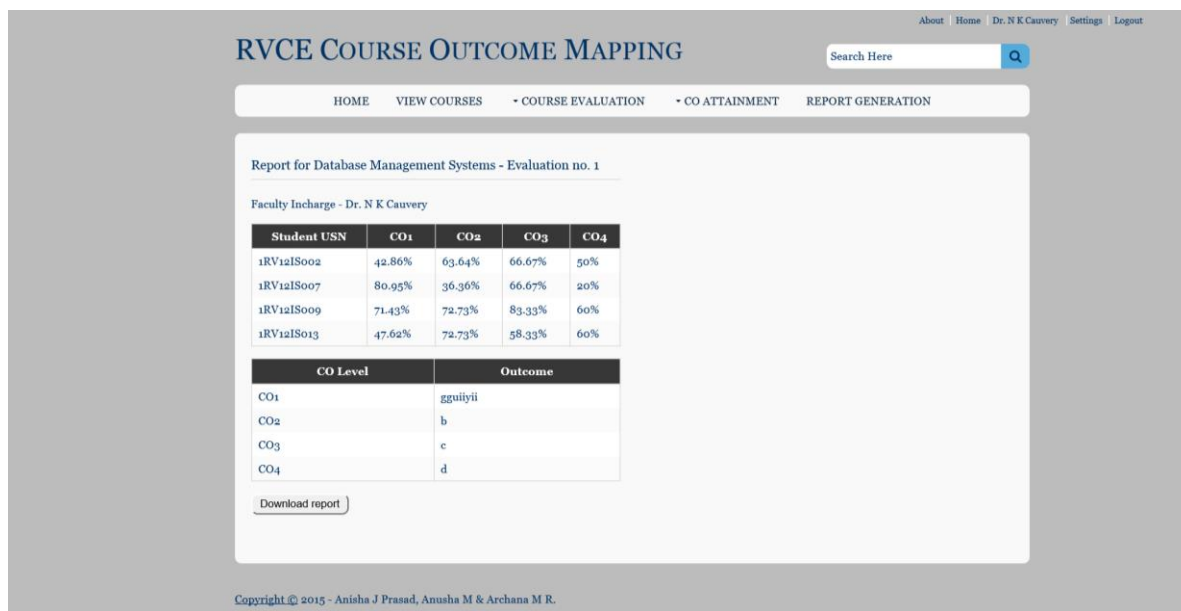 About Home Dr. N K Cauvery Settings Logout
RVCE COURSE OUTCOME MAPPING
Search Here
HOME VIEW COURSES COURSE EVALUATION CO ATTAINMENT REPORT GENERATION
Report for Database Management Systems - Evaluation no. 1
Faculty Incharge - Dr. N K Cauvery
Student USN CO1 CO2 CO3 CO4
1RV12IS002 42.86% 63.64% 66.67% 50%
1RV12IS007 80.95% 36.36% 66.67% 20%
1RV12IS009 71.43% 72.73% 83.33% 60%
1RV12IS013 47.62% 72.73% 58.33% 60%
CO Level Outcome
CO1 gguiiyii
CO2 b
CO3 c
CO4 d
Download report
Copyright © 2015 - Anisha J Prasad, Anusha M & Archana M R.